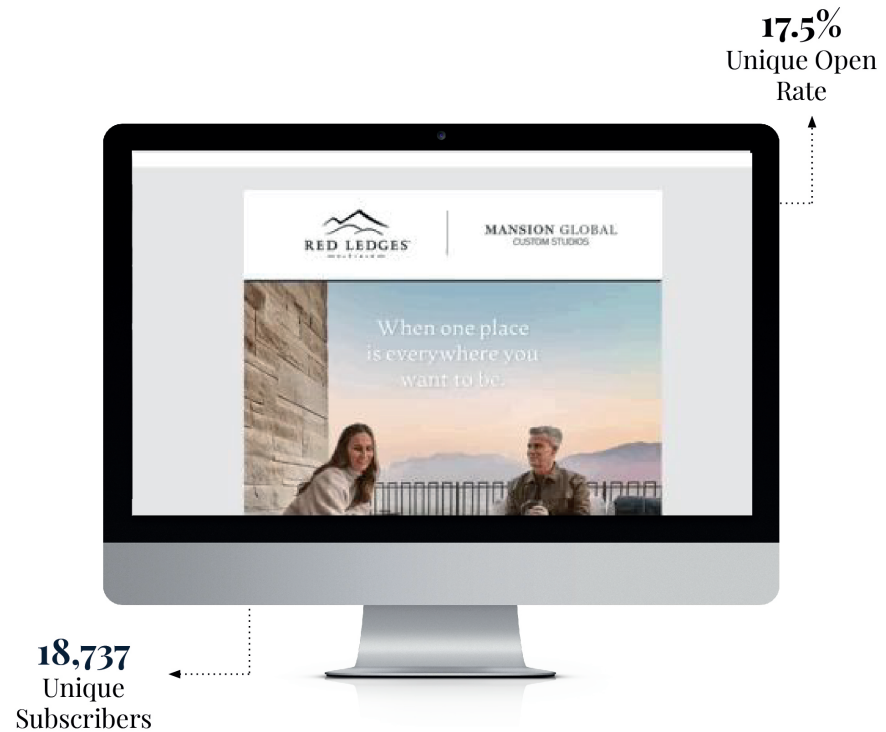 17.5%
Unique Open
Rate
RED LEDGES
MANSION GLOBAL
CUSTOM STUDIOS
When one place
is everywhere you
want to be.
18,737
Unique
Subscribers